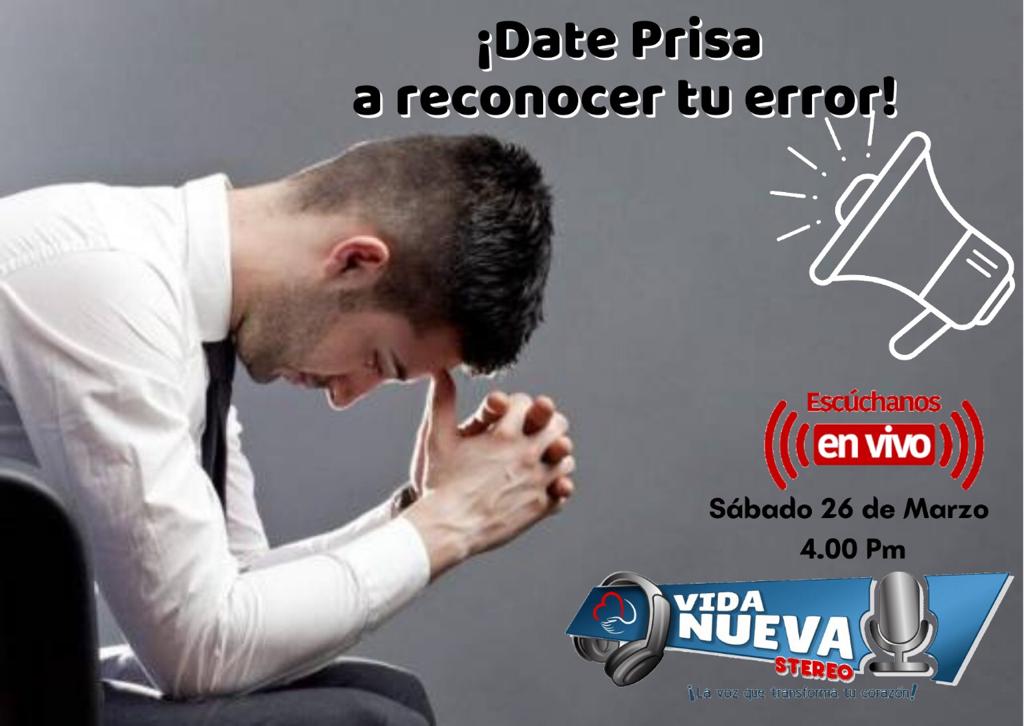 ¡Date Prisa
a reconocer tu error!
Escúchanos
en vivo
Sábado 26 de Marzo
4.00 Pm
VIDA
NUEVA
STEREO
¡La voz que transforma tu corazón!